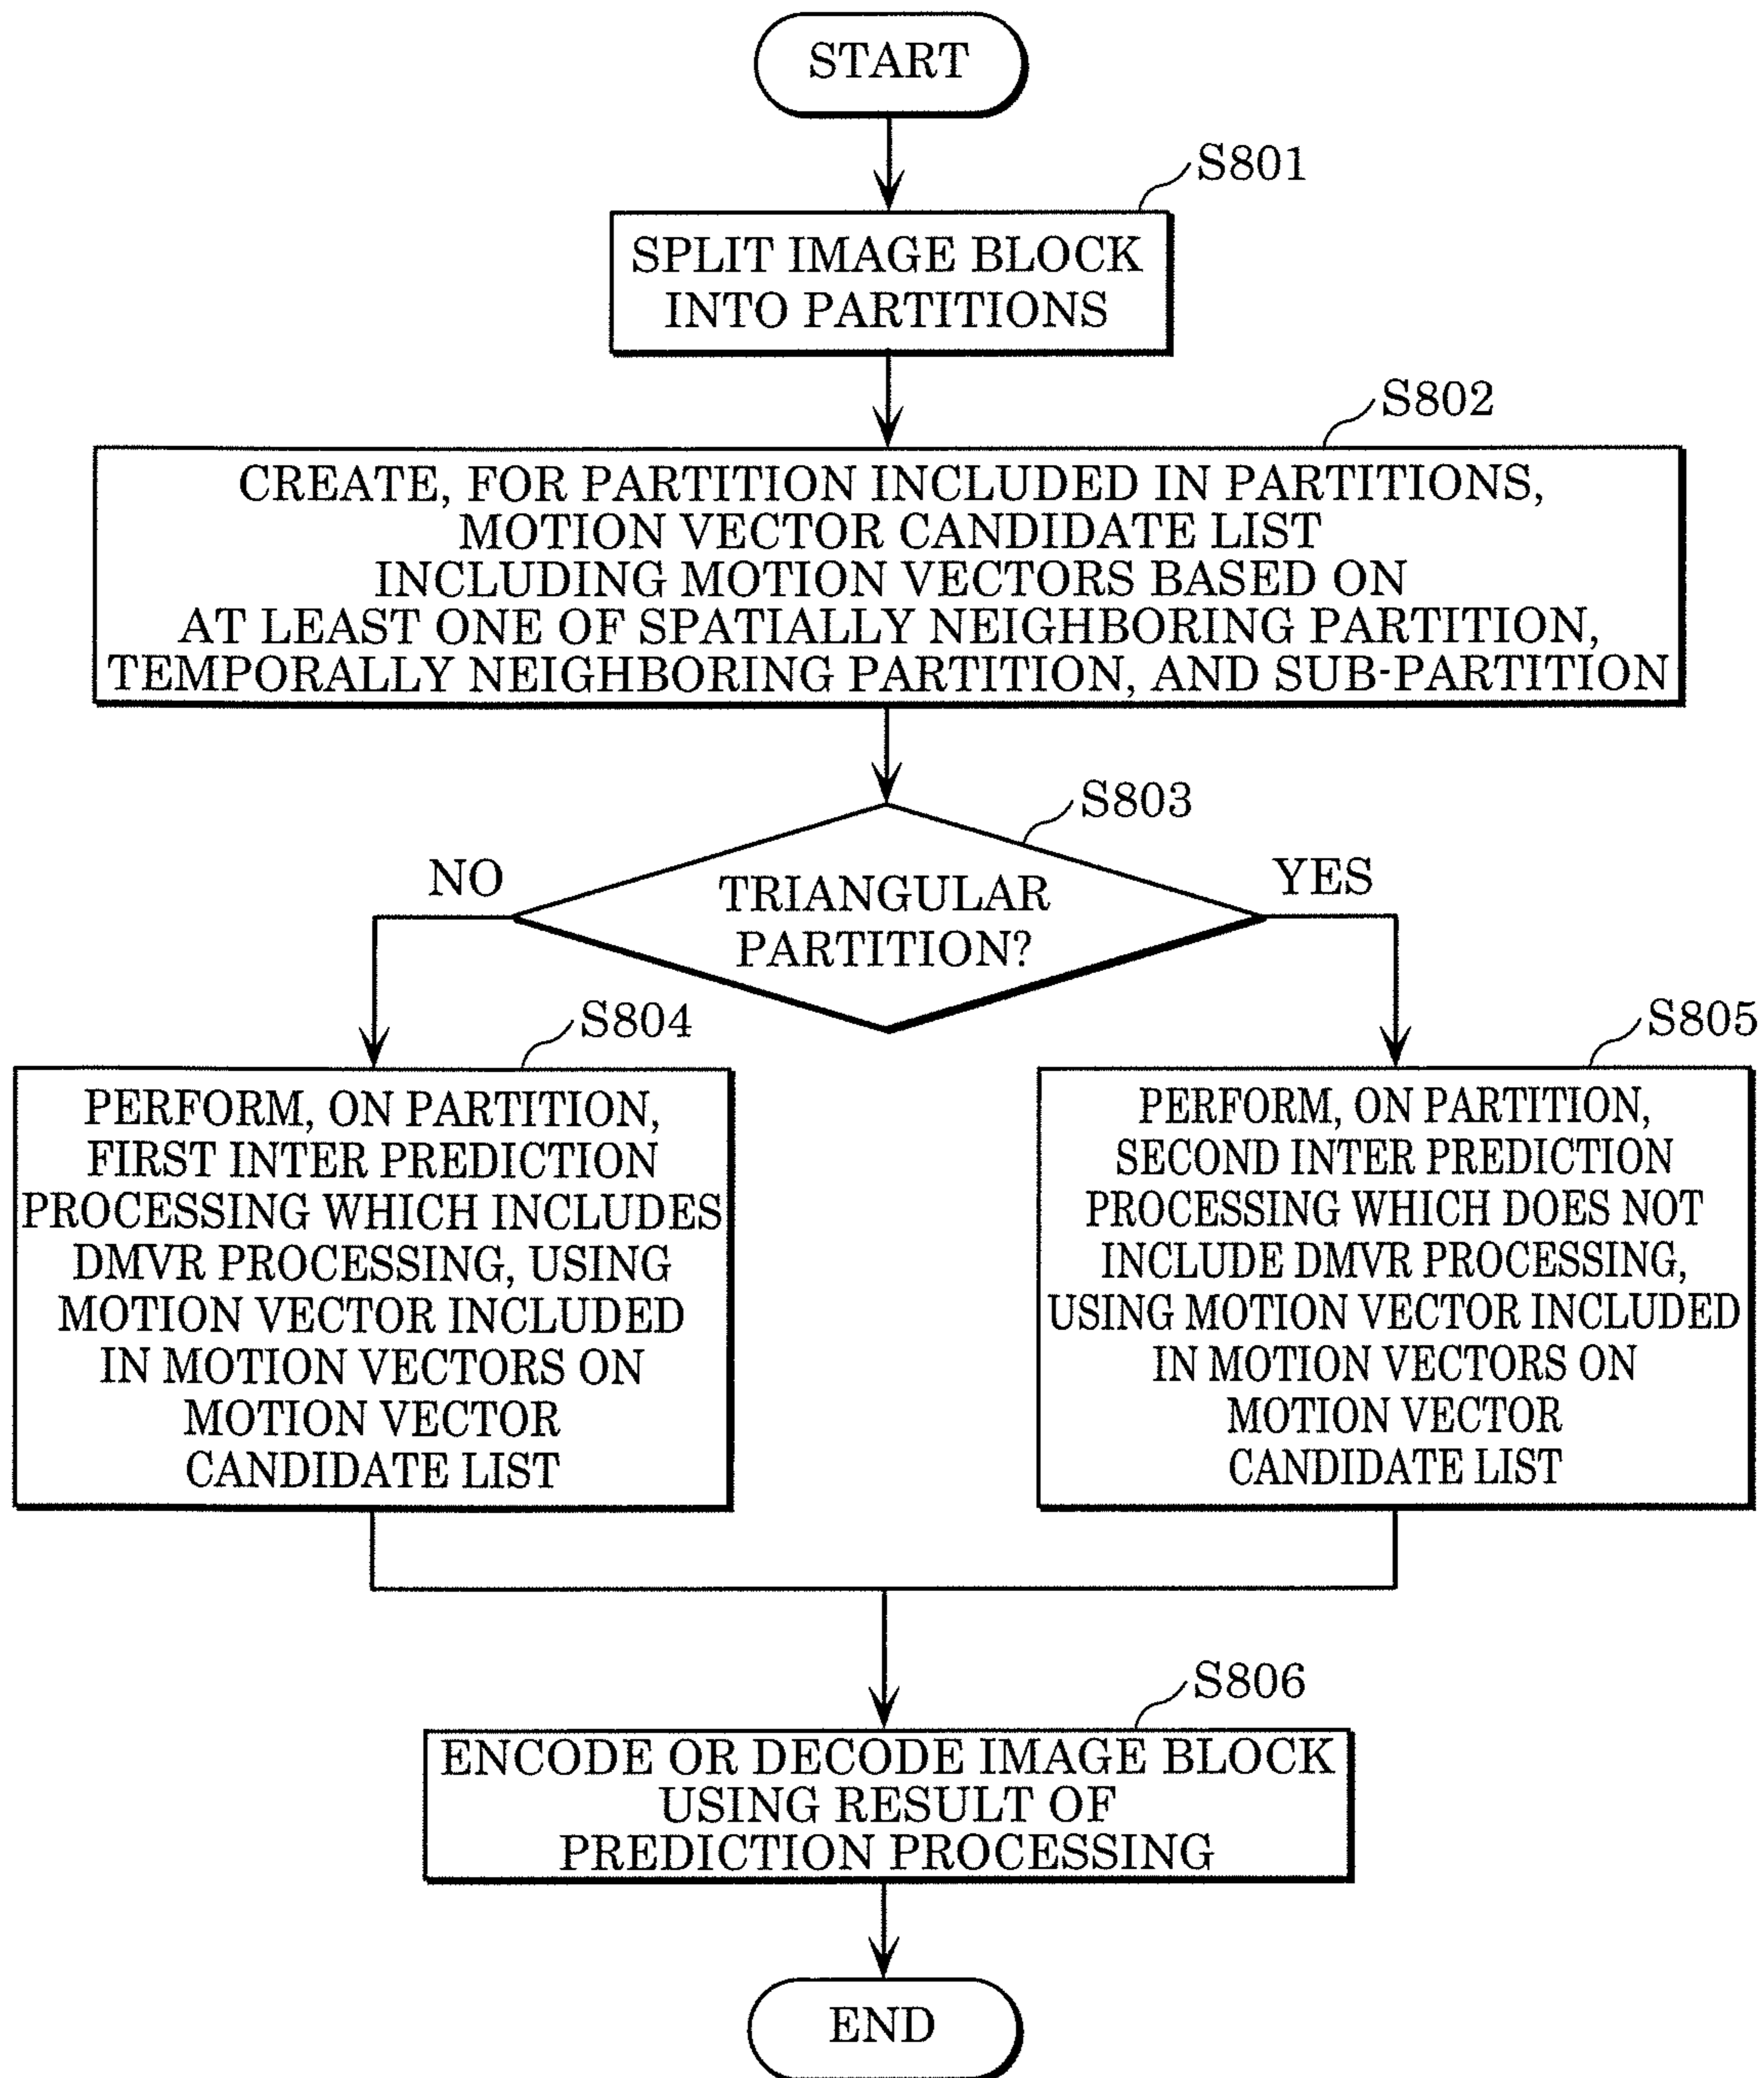 START
S801
SPLIT IMAGE BLOCK
INTO PARTITIONS
S802
CREATE, FOR PARTITION INCLUDED IN PARTITIONS,
MOTION VECTOR CANDIDATE LIST
INCLUDING MOTION VECTORS BASED ON
AT LEAST ONE OF SPATIALLY NEIGHBORING PARTITION,
TEMPORALLY NEIGHBORING PARTITION, AND SUB-PARTITION
S803
NO
YES
TRIANGULAR
PARTITION?
S804
PERFORM, ON PARTITION,
FIRST INTER PREDICTION
PROCESSING WHICH INCLUDES
DMVR PROCESSING, USING
MOTION VECTOR INCLUDED
IN MOTION VECTORS ON
MOTION VECTOR
CANDIDATE LIST
S805
PERFORM, ON PARTITION,
SECOND INTER PREDICTION
PROCESSING WHICH DOES NOT
INCLUDE DMVR PROCESSING,
USING MOTION VECTOR INCLUDED
IN MOTION VECTORS ON
MOTION VECTOR
CANDIDATE LIST
S806
ENCODE OR DECODE IMAGE BLOCK
USING RESULT OF
PREDICTION PROCESSING
END